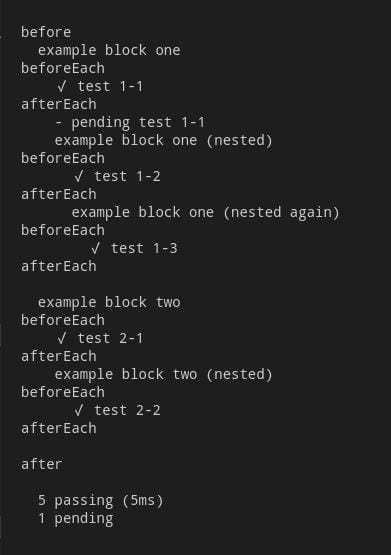 before
example block one
beforeEach
√ test 1-1
afterEach
- pending test 1-1
example block one (nested)
beforeEach
√ test 1-2
afterEach
example block one (nested again)
beforeEach
√ test 1-3
afterEach
example block two
beforeEach
√ test 2-1
afterEach
example block two (nested)
beforeEach
√ test 2-2
afterEach
after
5 passing (5ms)
1 pending